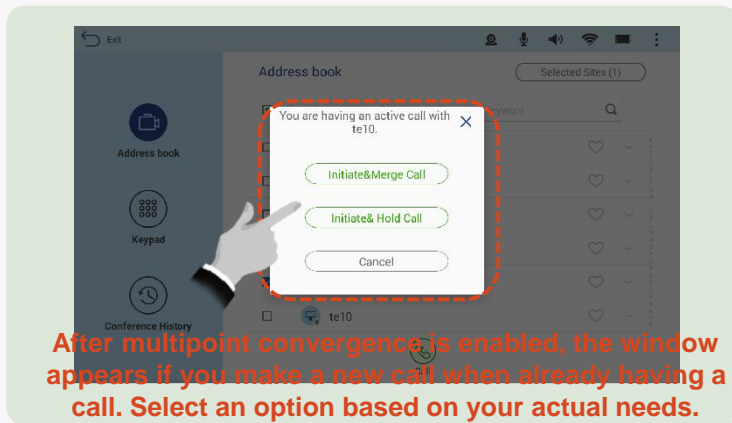 Exit
Address book
Selected Sites (1)
eyword
You are having an active call with
te10.
Initiate&Merge Call
Address book
Initiate& Hold Call
Keypad
Cancel
te10
Conference History
After multipoint convergence is enabled, the window
appears if you make a new call when already having a
call. Select an option based on your actual needs.